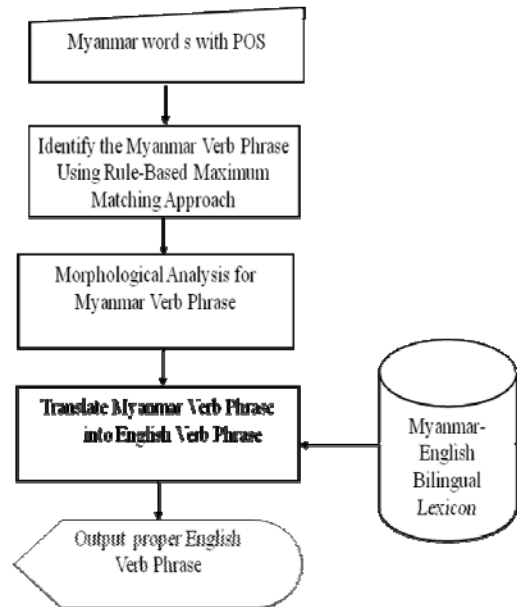 Myanmar word s with POS
Identify the Myanmar Verb Phrase
Using Rule-Based Maximum
Matching Approach
Morphological Analysis for
Myanmar Verb Phrase
Translate Myanmar Verb Phrase
into English Verb Phrase
Myanmar-
English
Bilingual
Lexicon
Output proper English
Verb Phrase